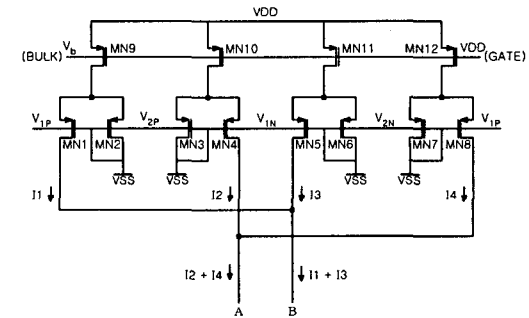 VDD
MN9 MN10 MN11 MN12
(BULK) Vb VDD (GATE)
V1P V2P V1N V2N V1P
MN1 MN2 MN3 MN4 MN5 MN6 MN7 MN8
VSS VSS VSS VSS
I1 I2 I3 I4
I2 + I4 I1 + I3
A B